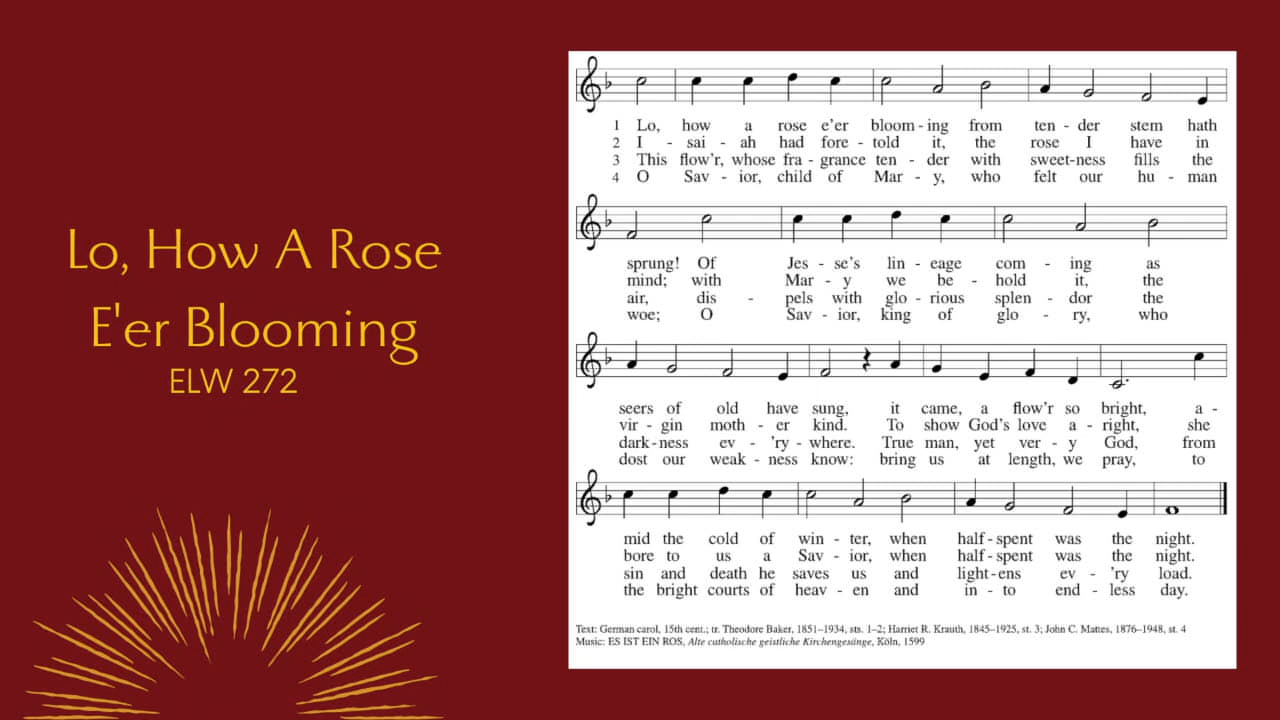 Lo, How A Rose
E'er Blooming
ELW 272
1 Lo, how a rose e'er bloom - ing from ten - der stem hath
2 I - sai - ah had fore - told it, the rose I have in
3 This flow'r, whose fra - grance ten - der with sweet-ness fills the
4 O Sav - ior, child of Mar - y, who felt our hu - man
sprung! Of Jes - se's lin - eage com - ing as
mind; with Mar - y we be - hold it, the
air, dis - pels with glo - rious splen - dor the
woe; O Sav - ior, king of glo - ry, who
seers of old have sung, it came, a flow'r so bright, a -
vir - gin moth - er kind. To show God's love a - right, she
dark - ness ev - 'ry - where. True man, yet ver - y God, from
dost our weak - ness know: bring us at length, we pray, to
mid the cold of win - ter, when half - spent was the night.
bore to us a Sav - ior, when half - spent was the night.
sin and death he saves us and light - ens ev - 'ry load.
the bright courts of heav - en and in - to end - less day.
Text: German carol, 15th cent.; tr. Theodore Baker, 1851–1934, sts. 1–2; Harriet R. Krauth, 1845–1925, st. 3; John C. Mattes, 1876–1948, st. 4
Music: ES IST EIN ROS, Alte catholische geistliche Kirchengesänge, Köln, 1599